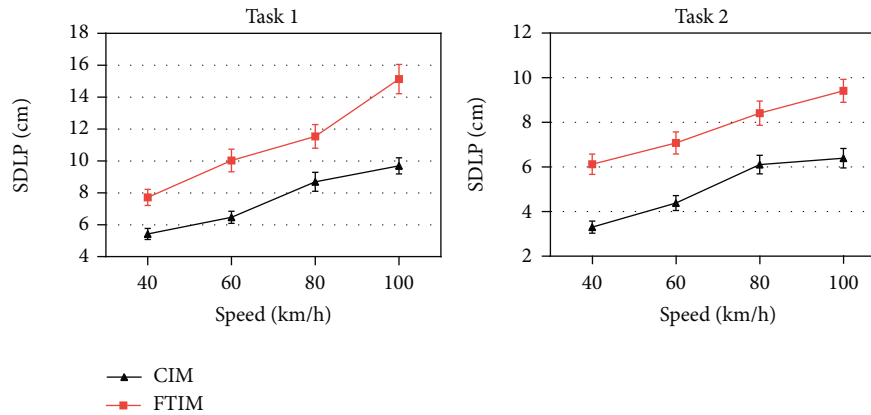 Task 1
18
16
14
12
10
8
6
4
SDLP (cm)
40 60 80 100
Speed (km/h)
Task 2
12
10
8
6
4
2
SDLP (cm)
40 60 80 100
Speed (km/h)
CIM
FTIM